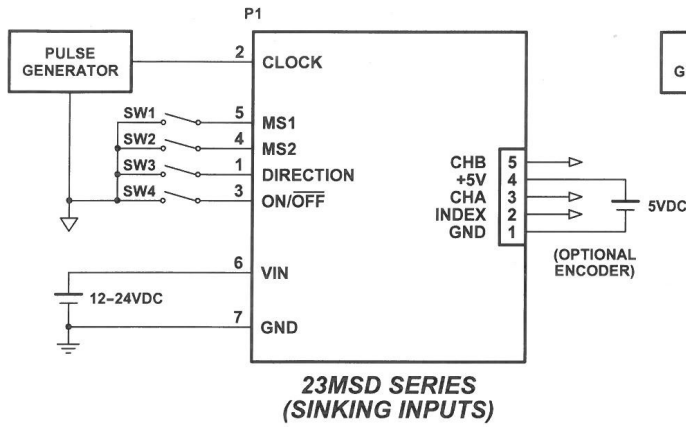 P1
PULSE
GENERATOR
2 CLOCK
SW1 5 MS1
SW2 4 MS2
SW3 1 DIRECTION
SW4 3 ON/OFF
CHB 5
+5V 4
CHA 3
INDEX 2
GND 1
5VDC
(OPTIONAL
ENCODER)
6 VIN
12–24VDC
7 GND
23MSD SERIES
(SINKING INPUTS)
G